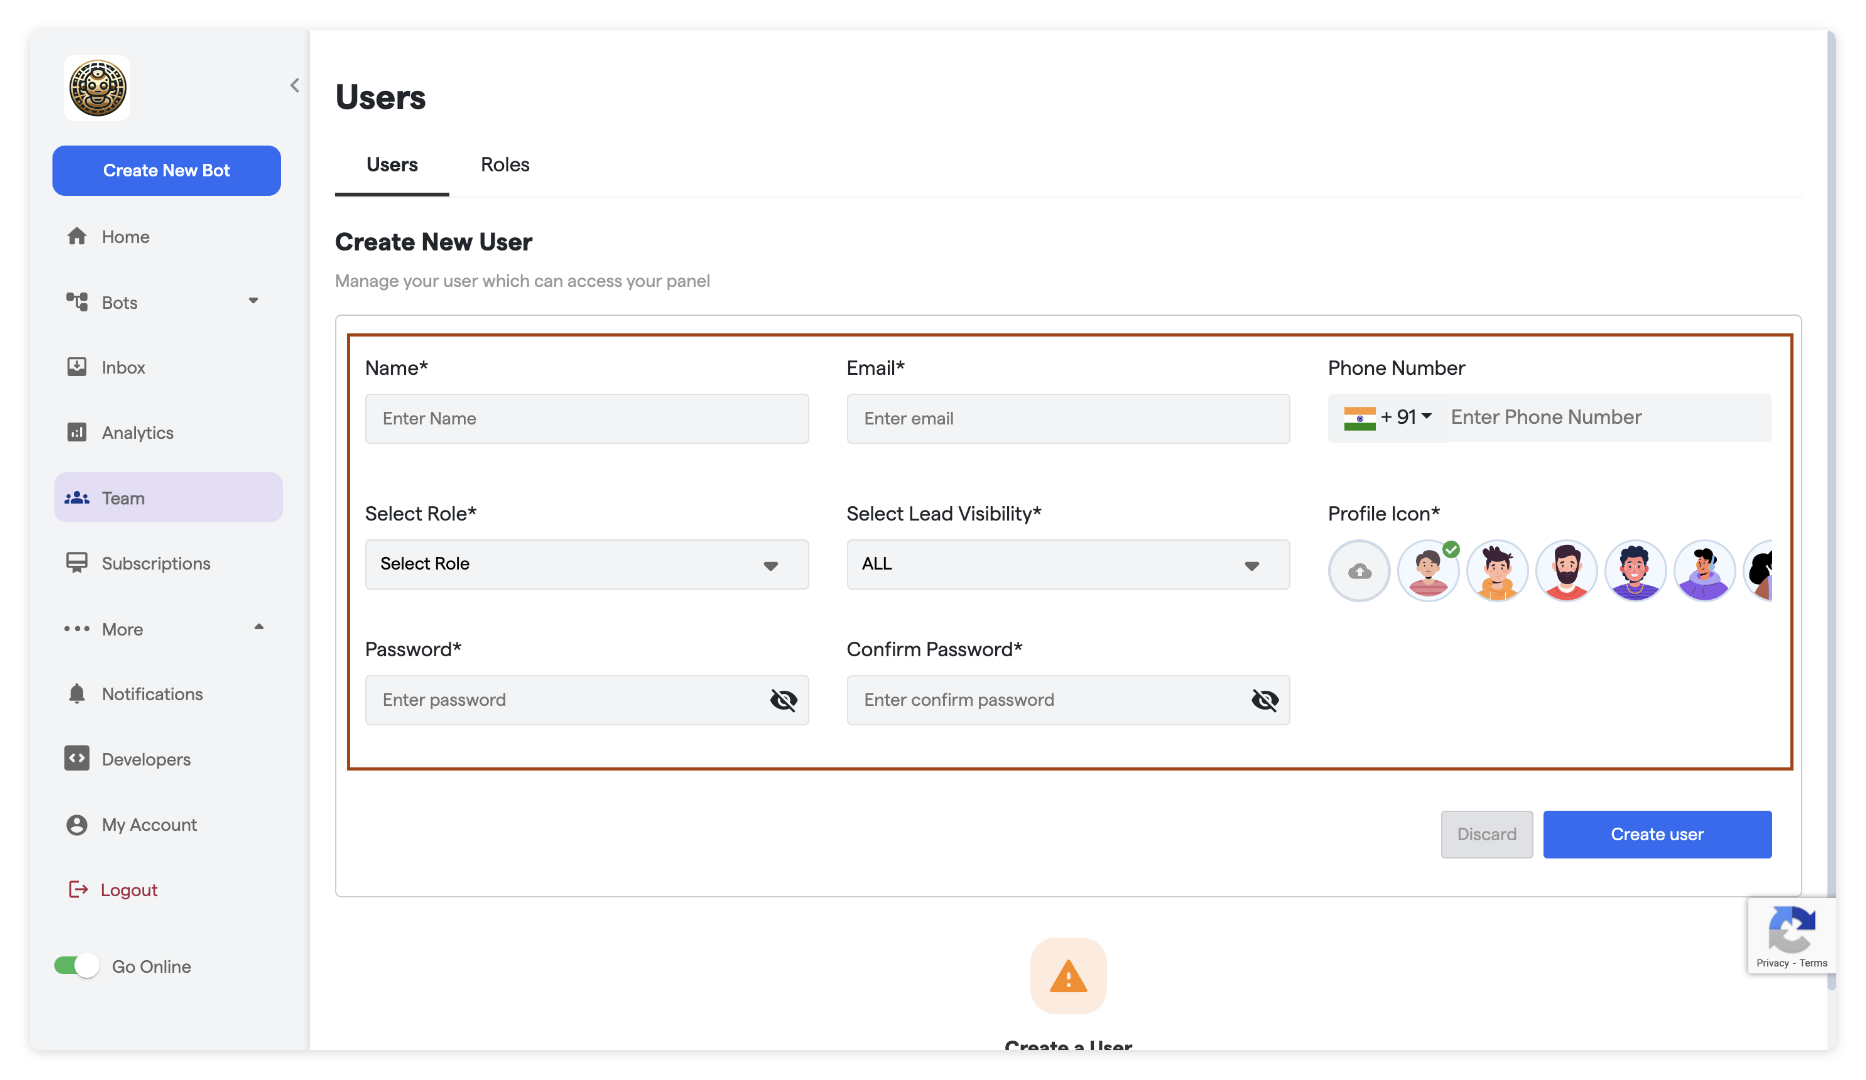 Create New Bot
Home
Bots
Inbox
Analytics
Team
Subscriptions
More
Notifications
Developers
My Account
Logout
Go Online
Users
Users Roles
Create New User
Manage your user which can access your panel
Name* Email* Phone Number
Enter Name Enter email + 91 Enter Phone Number
Select Role* Select Lead Visibility* Profile Icon*
Select Role ALL
Password* Confirm Password*
Enter password Enter confirm password
Discard Create user
Privacy - Terms
Create a User